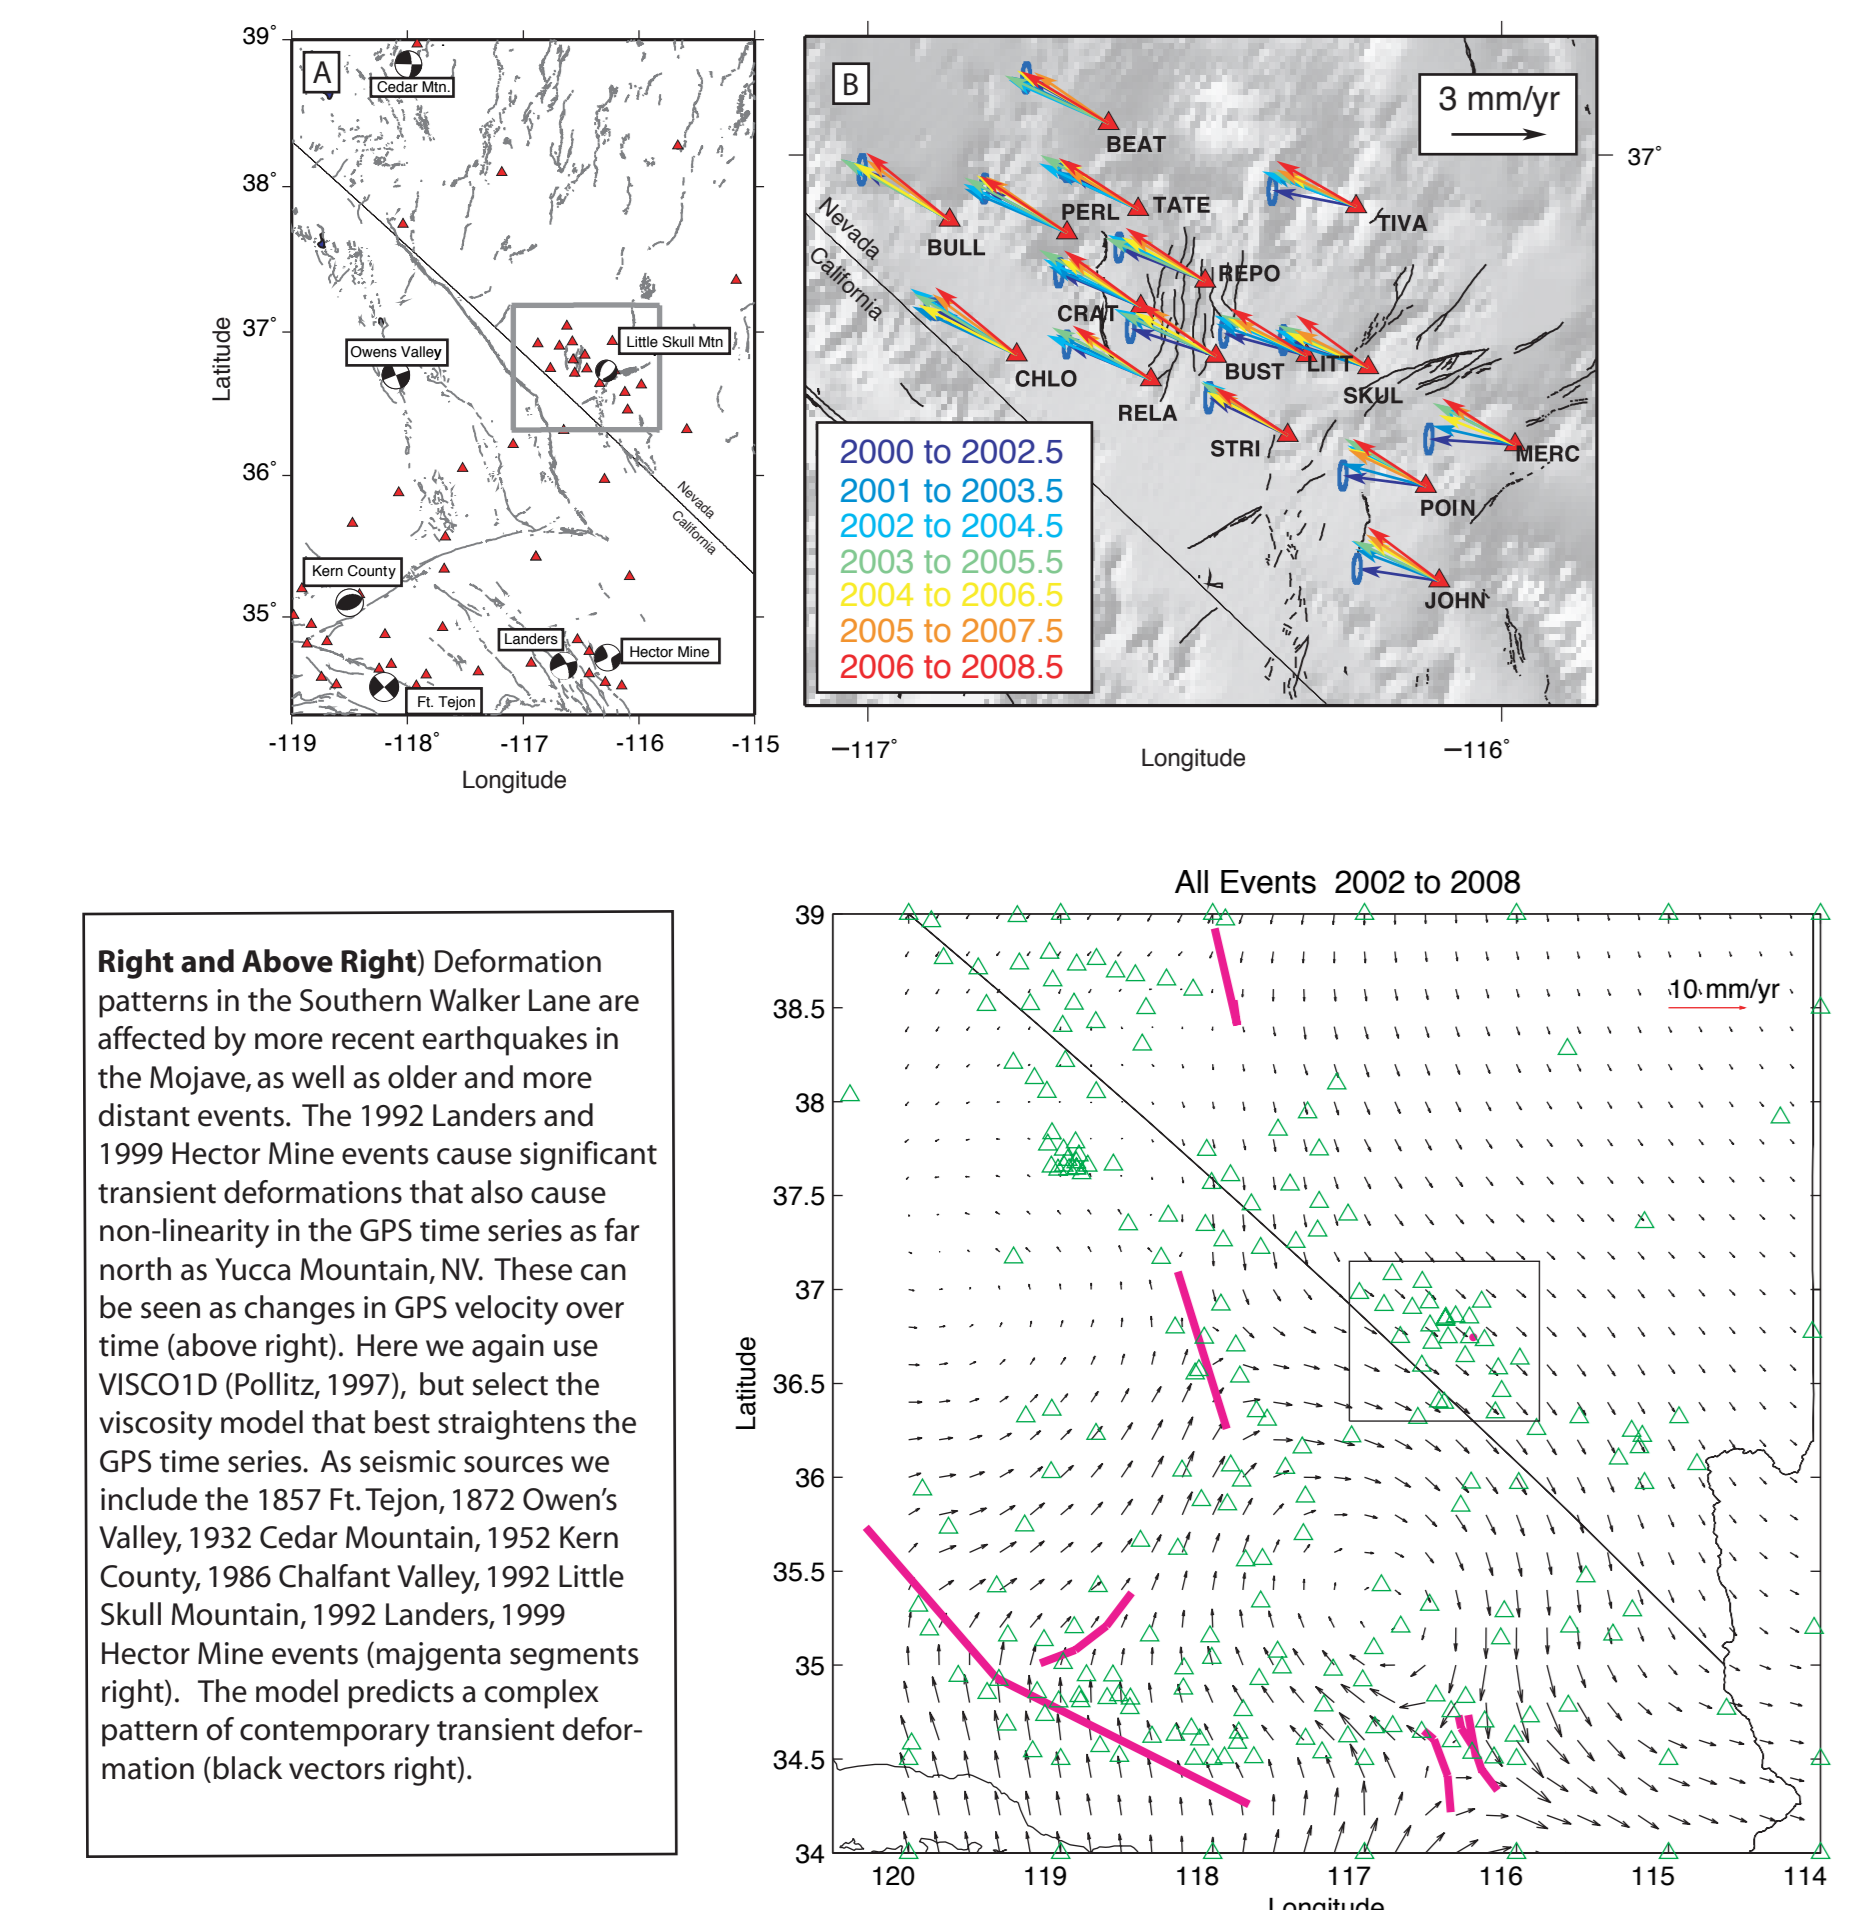 39˚
38˚
37˚
36˚
35˚
Latitude
A
Cedar Mtn.
Little Skull Mtn
Owens Valley
Nevada
California
Kern County
Landers
Hector Mine
Ft. Tejon
-119
-118˚
-117
-116
-115
Longitude
B
3 mm/yr
37˚
BEAT
TATE
TIVA
PERL
BULL
Nevada
California
REPO
CRAT
CHLO
BUST
LITT
SKUL
RELA
STRI
MERC
POIN
JOHN
2000 to 2002.5
2001 to 2003.5
2002 to 2004.5
2003 to 2005.5
2004 to 2006.5
2005 to 2007.5
2006 to 2008.5
−117˚
−116˚
Longitude
Right and Above Right) Deformation
patterns in the Southern Walker Lane are
affected by more recent earthquakes in
the Mojave, as well as older and more
distant events. The 1992 Landers and
1999 Hector Mine events cause significant
transient deformations that also cause
non-linearity in the GPS time series as far
north as Yucca Mountain, NV. These can
be seen as changes in GPS velocity over
time (above right). Here we again use
VISCO1D (Pollitz, 1997), but select the
viscosity model that best straightens the
GPS time series. As seismic sources we
include the 1857 Ft. Tejon, 1872 Owen's
Valley, 1932 Cedar Mountain, 1952 Kern
County, 1986 Chalfant Valley, 1992 Little
Skull Mountain, 1992 Landers, 1999
Hector Mine events (majgenta segments
right). The model predicts a complex
pattern of contemporary transient defor-
mation (black vectors right).
All Events 2002 to 2008
39
38.5
38
37.5
37
36.5
36
35.5
35
34.5
34
Latitude
10 mm/yr
120
119
118
117
116
115
114
Longitude